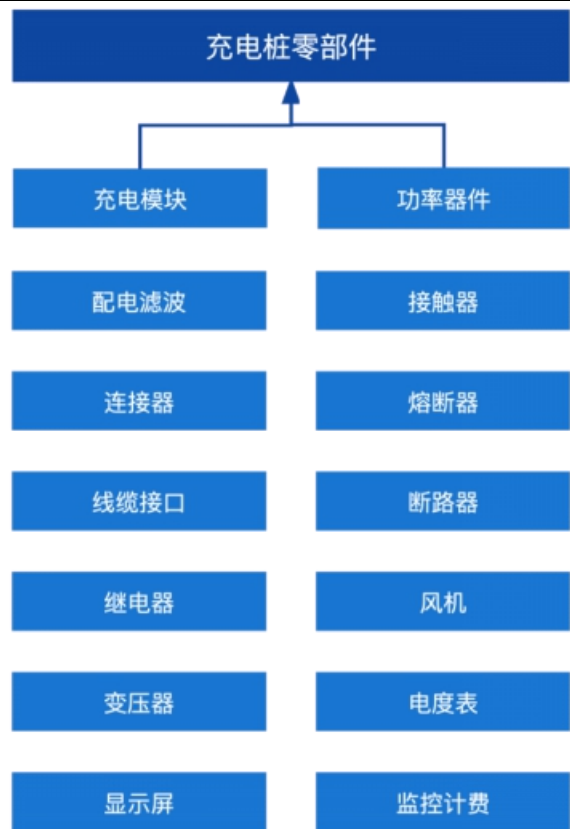 充电桩零部件
充电模块
功率器件
配电滤波
接触器
连接器
熔断器
线缆接口
断路器
继电器
风机
变压器
电度表
显示屏
监控计费